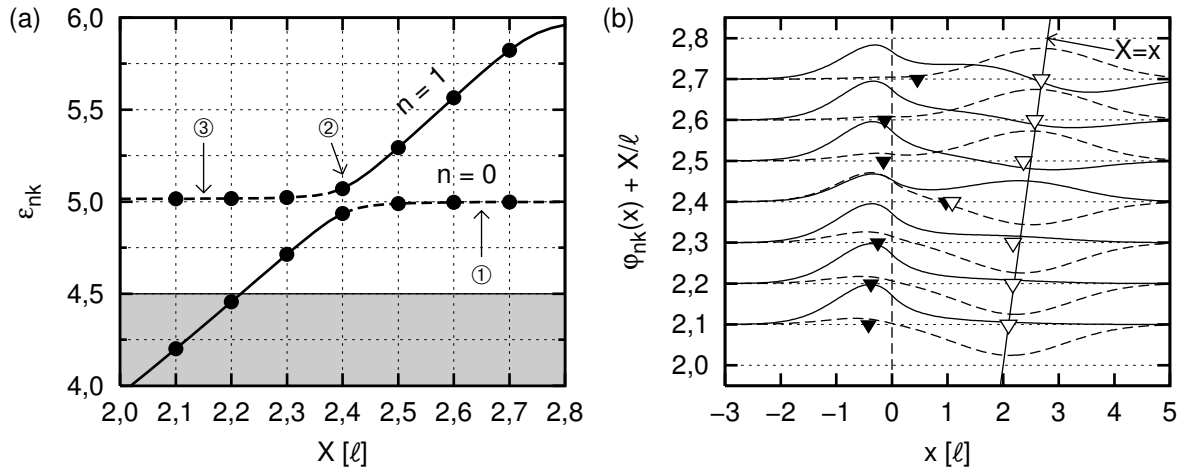 (a)
6,0
5,5
5,0
4,5
4,0
εnk
③
②
n = 1
n = 0
①
2,0 2,1 2,2 2,3 2,4 2,5 2,6 2,7 2,8
X [ℓ]
(b)
2,8
2,7
2,6
2,5
2,4
2,3
2,2
2,1
2,0
φnk(x) + X/ℓ
X=x
−3 −2 −1 0 1 2 3 4 5
x [ℓ]